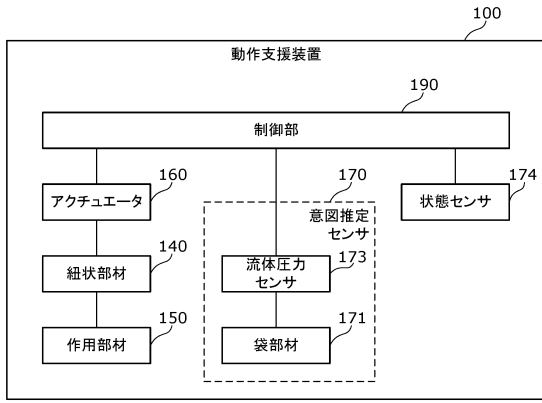 100
動作支援装置
190
制御部
160
アクチュエータ
170
意図推定
センサ
174
状態センサ
140
紐状部材
173
流体圧力
センサ
150
作用部材
171
袋部材